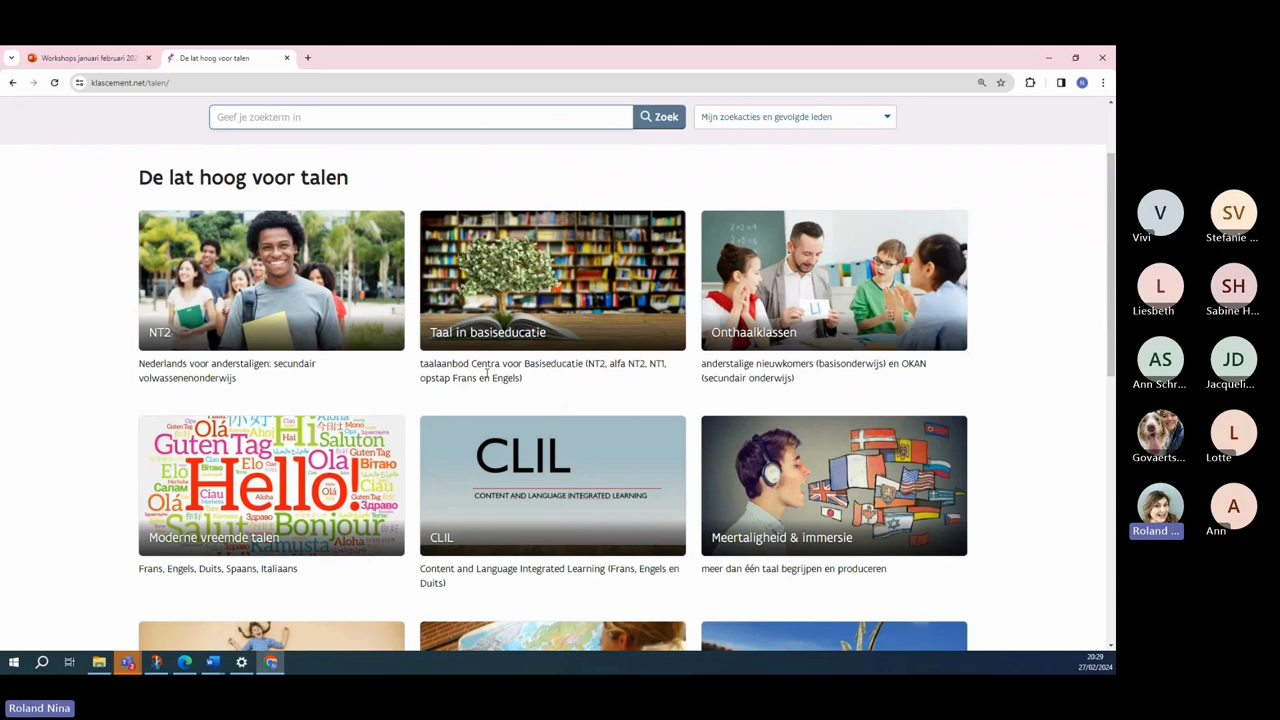 Workshops januari februari 202
De lat hoog voor talen
klascement.net/talen/
Geef je zoekterm in
Zoek
Mijn zoekacties en gevolgde leden
De lat hoog voor talen
NT2
Nederlands voor anderstaligen: secundair
volwassenenonderwijs
Taal in basiseducatie
taalaanbod Centra voor Basiseducatie (NT2, alfa NT2, NT1,
opstap Frans en Engels)
Onthaalklassen
anderstalige nieuwkomers (basisonderwijs) en OKAN
(secundair onderwijs)
Guten Tag
Hi
Saluton
Olá
Hello!
Bonjour
Salut
Moderne vreemde talen
Frans, Engels, Duits, Spaans, Italiaans
CLIL
CONTENT AND LANGUAGE INTEGRATED LEARNING
CLIL
Content and Language Integrated Learning (Frans, Engels en
Duits)
Meertaligheid & immersie
meer dan één taal begrijpen en produceren
V
Vivi
SV
Stefanie ...
L
Liesbeth
SH
Sabine H...
AS
Ann Schr...
JD
Jacqueli...
Govaerts...
L
Lotte
Roland ...
A
Ann
20:29
27/02/2024
Roland Nina